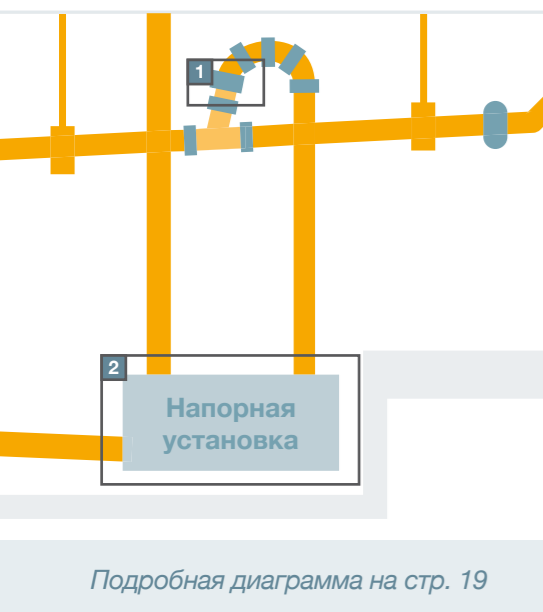 1
2
Напорная
установка
Подробная диаграмма на стр. 19